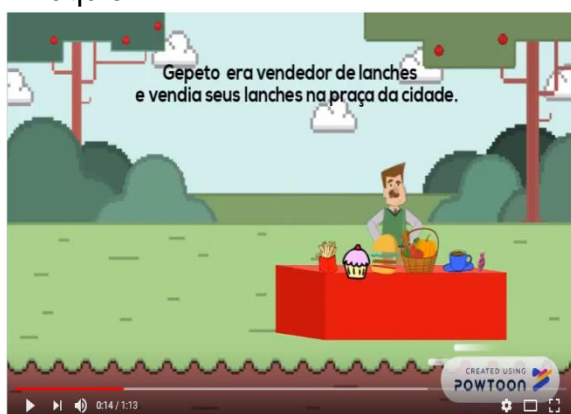 Gepeto era vendedor de lanches
e vendia seus lanches na praça da cidade.
CREATED USING
POWTOON
0:14 / 1:13